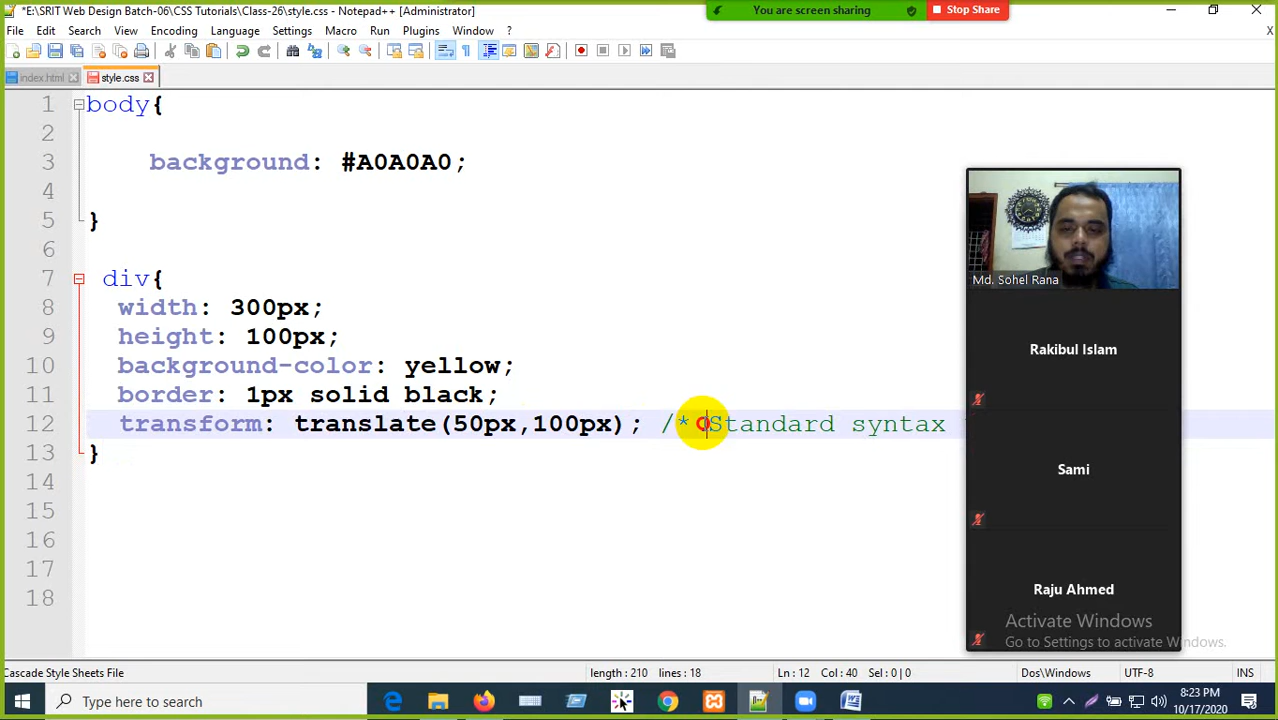 *E:\SRIT Web Design Batch-06\CSS Tutorials\Class-26\style.css - Notepad++ [Administrator]
You are screen sharing
Stop Share
File Edit Search View Encoding Language Settings Macro Run Plugins Window ?
X
index.html style.css
1 body{
2
3 background: #A0A0A0;
4
5 }
6
7 div{
8 width: 300px;
9 height: 100px;
10 background-color: yellow;
11 border: 1px solid black;
12 transform: translate(50px,100px); /* Standard syntax
13 }
14
15
16
17
18
Md. Sohel Rana
Rakibul Islam
Sami
Raju Ahmed
Activate Windows
Go to Settings to activate Windows.
Cascade Style Sheets File length : 210 lines : 18 Ln : 12 Col : 40 Sel : 0 | 0 Dos\Windows UTF-8 INS
Type here to search
8:23 PM
10/17/2020